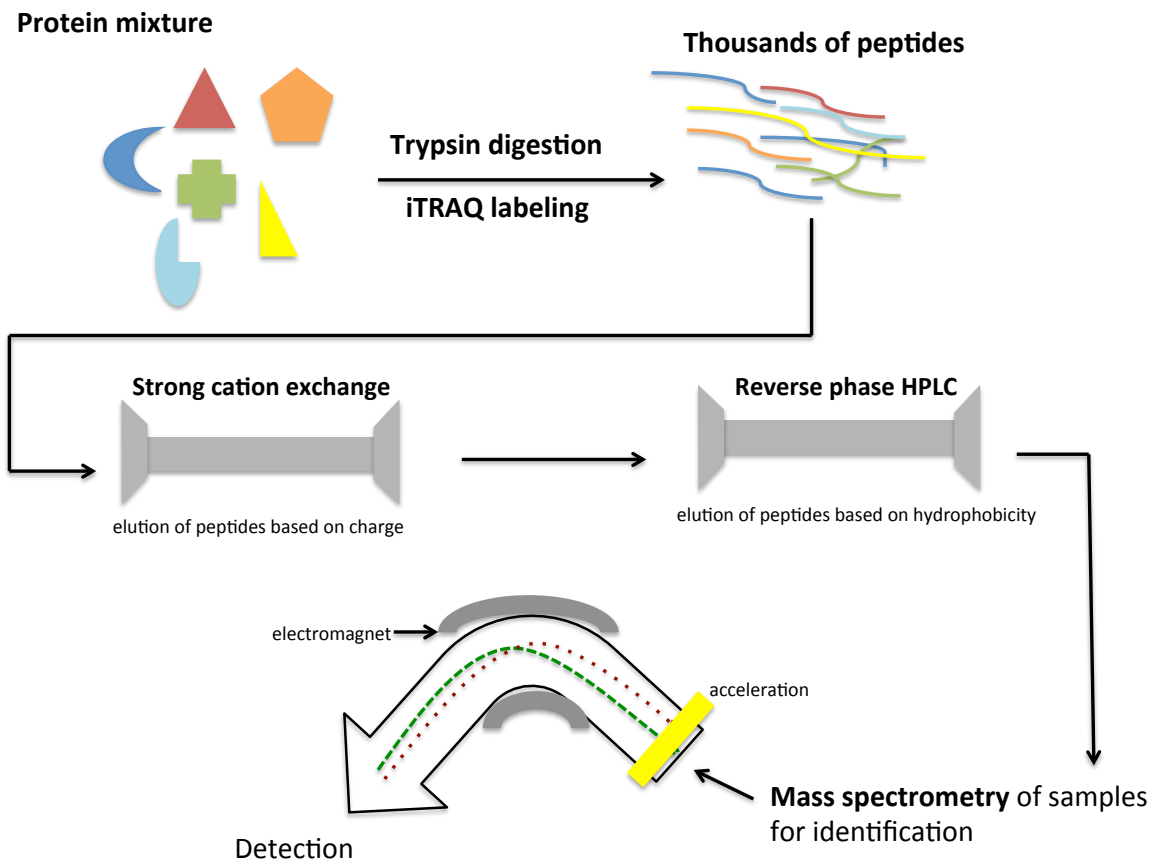 Protein mixture
Thousands of peptides
Trypsin digestion
iTRAQ labeling
Strong cation exchange
Reverse phase HPLC
elution of peptides based on charge
elution of peptides based on hydrophobicity
electromagnet
acceleration
Mass spectrometry of samples
for identification
Detection